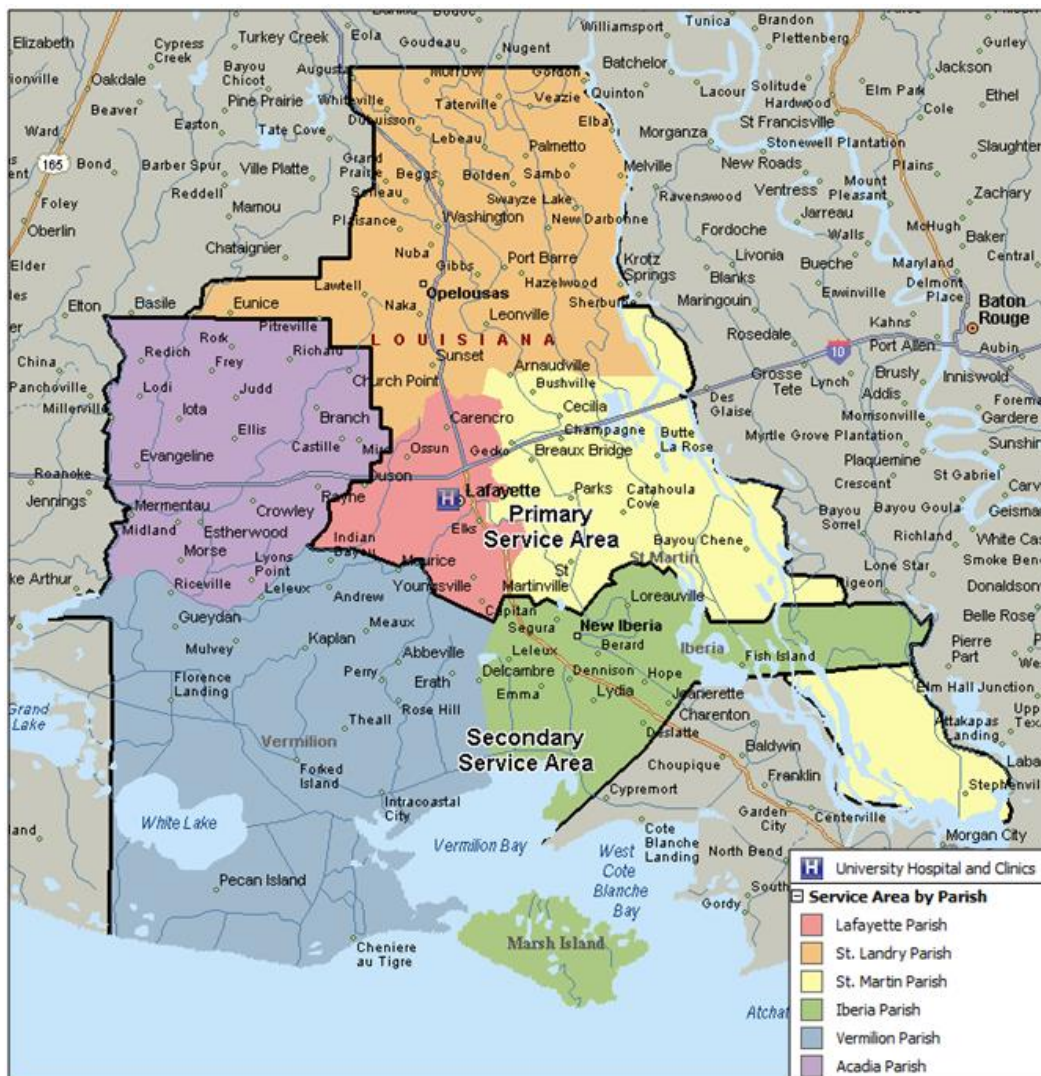 Turkey Creek
Eola
Bodoc
Goudeau
Nugent
Williamsport
Tunica
Brandon
Plettenberg
Elizabeth
Cypress
Creek
Bayou
Chicot
Oakdale
Augusta
Morrow
Gordon
Batchelor
Gurley
Beaver
Pine Prairie
Whiteville
Taterville
Veazie
Quinton
Lacour
Solitude
Hardwood
Elm Park
Jackson
Cole
Ethel
Ward
Easton
Tate Cove
Dubuisson
Lebeau
Elba
Morganza
St Francisville
Stonewell Plantation
165
Bond
Barber Spur
Ville Platte
Grand
Prairie
Palmetto
Melville
New Roads
Plains
Slaughter
Foley
Reddell
Beggs
Bolden
Sambo
Ravenswood
Ventress
Mount
Pleasant
Zachary
Oberlin
Mamou
Plaisance
Washington
Swayze Lake
New Darbonne
Jarreau
McHugh
Elder
Chataignier
Nuba
Gibbs
Port Barre
Krotz
Springs
Fordoche
Livonia
Walls
Baker
Central
Elton
Basile
Eunice
Lawtell
Opelousas
Hazelwood
Sherburne
Blanks
Bueche
Maryland
Delmont
Place
Naka
Leonville
Maringouin
Erwinville
Baton
Rouge
Pitreville
LOUISIANA
Rosedale
Kahns
Port Allen
China
Redich
Rork
Frey
Richard
Sunset
Arnaudville
10
Aubin
Panchoville
Lodi
Judd
Church Point
Bushville
Grosse
Tete
Lynch
Brusly
Inniswold
Millerville
Iota
Branch
Carencro
Cecilia
Des
Glaise
Addis
Morrisonville
Gardere
Ellis
Castille
Ossun
Gecko
Champagne
Butte
La Rose
Myrtle Grove Plantation
Roanoke
Evangeline
Duson
Breaux Bridge
Plaquemine
Jennings
Mermentau
Rayne
H
Lafayette
Parks
Catahoula
Cove
Crescent
St Gabriel
Midland
Crowley
Estherwood
Elks
Primary
Service Area
Bayou
Sorrel
Bayou Goula
Geismar
Morse
Indian
Bayou Chene
Richland
Lyons
Point
Maurice
St
Martinville
St Martin
Lone Star
Riceville
Leleux
Youngsville
Pigeon
Donaldsonv
Gueydan
Andrew
Capitan
Loreauville
Belle Rose
Meaux
Segura
New Iberia
Mulvey
Kaplan
Abbeville
Leleux
Berard
Iberia
Pierre
Part
Florence
Landing
Perry
Erath
Delcambre
Dennison
Hope
Fish Island
Grand
Lake
Emma
Lydia
Jeanerette
Elm Hall Junction
Theall
Rose Hill
Charenton
Attakapas
Landing
Vermilion
Deslatte
Secondary
Service Area
Baldwin
Forked
Island
Choupique
Franklin
Stephenville
White Lake
Intracoastal
City
Cypremort
Garden
City
Centerville
Vermilion Bay
Cote
Blanche
Landing
Morgan City
West
Cote
Blanche
Bay
North Bend
Pecan Island
South
Gordy
Marsh Island
Cheniere
au Tigre
Atchat
H University Hospital and Clinics
Service Area by Parish
Lafayette Parish
St. Landry Parish
St. Martin Parish
Iberia Parish
Vermilion Parish
Acadia Parish